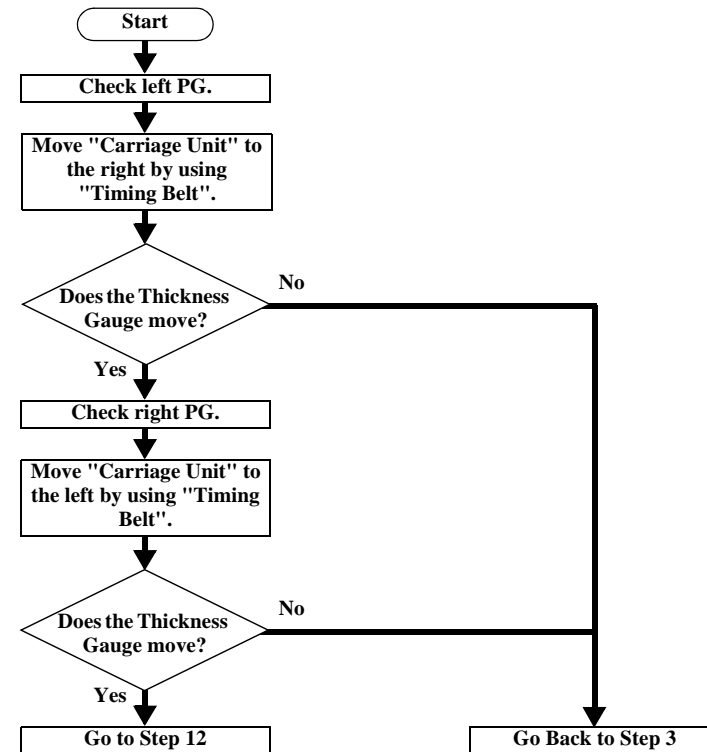 Start
Check left PG.
Move "Carriage Unit" to
the right by using
"Timing Belt".
Does the Thickness
Gauge move?
No
Yes
Check right PG.
Move "Carriage Unit" to
the left by using "Timing
Belt".
Does the Thickness
Gauge move?
No
Yes
Go to Step 12
Go Back to Step 3